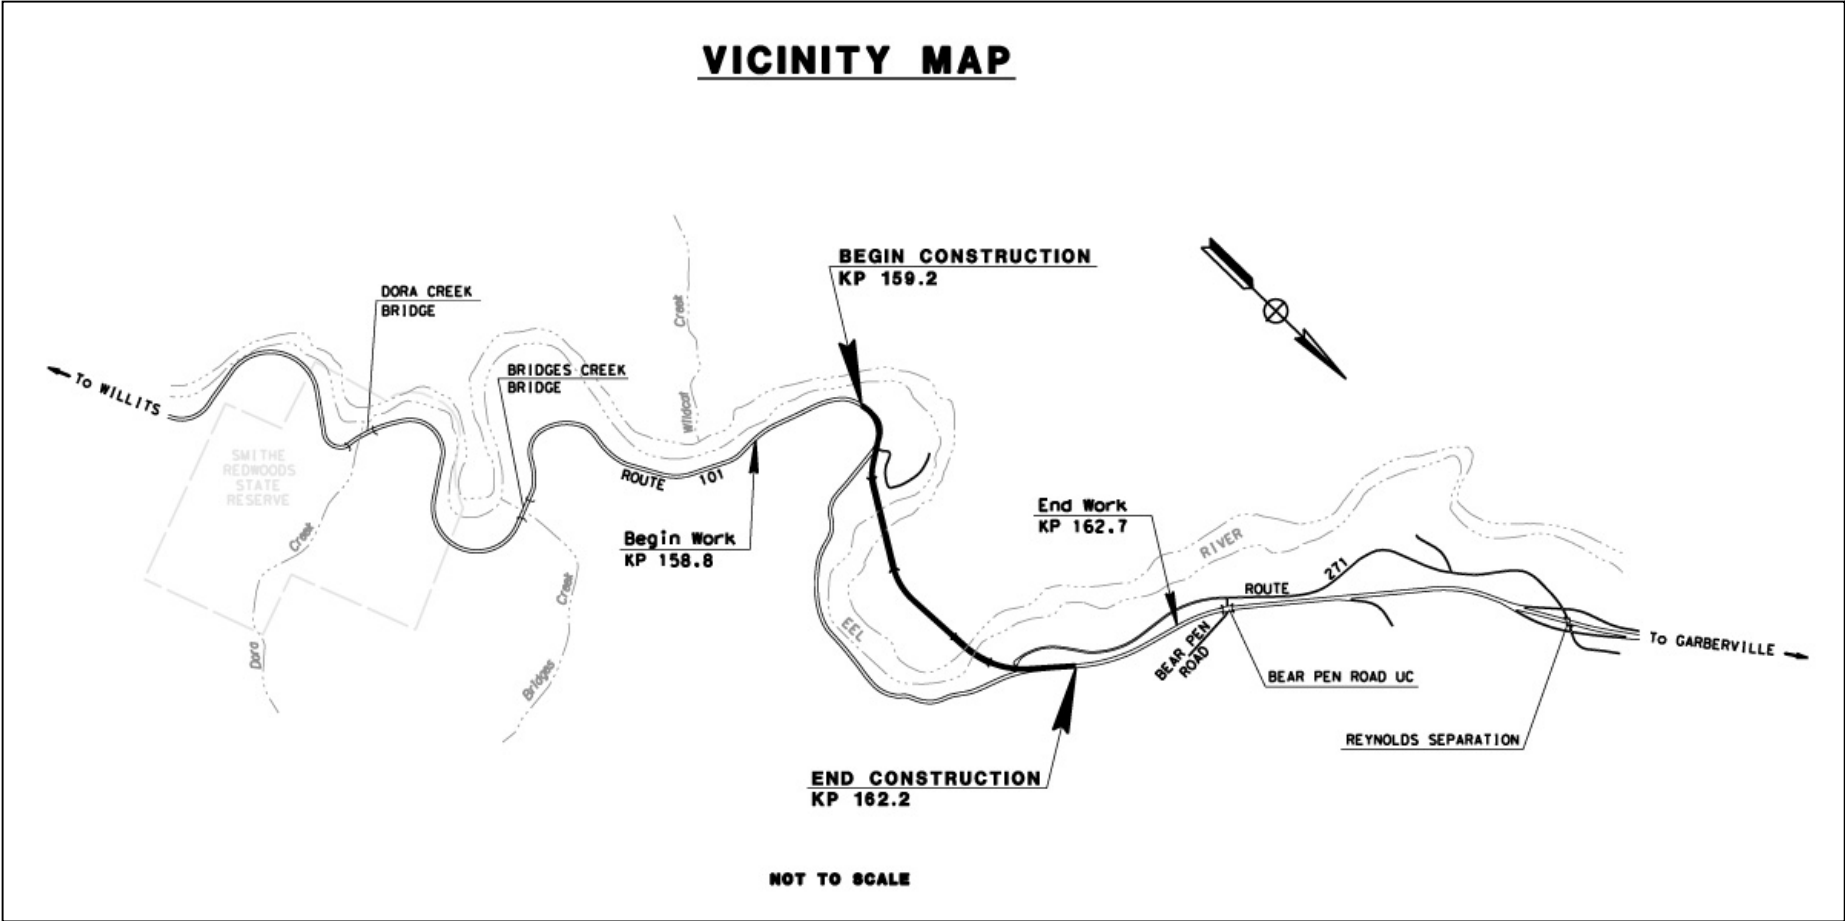 VICINITY MAP
BEGIN CONSTRUCTION
KP 159.2
DORA CREEK
BRIDGE
Creek
BRIDGES CREEK
BRIDGE
To WILLITS
Wildcat
SMITHE
REDWOODS
STATE
RESERVE
ROUTE 101
End Work
KP 162.7
Begin Work
KP 158.8
Creek
RIVER
271
ROUTE
Creek
EEL
BEAR PEN
ROAD
To GARBERVILLE
Dora
Bridges
BEAR PEN ROAD UC
REYNOLDS SEPARATION
END CONSTRUCTION
KP 162.2
NOT TO SCALE